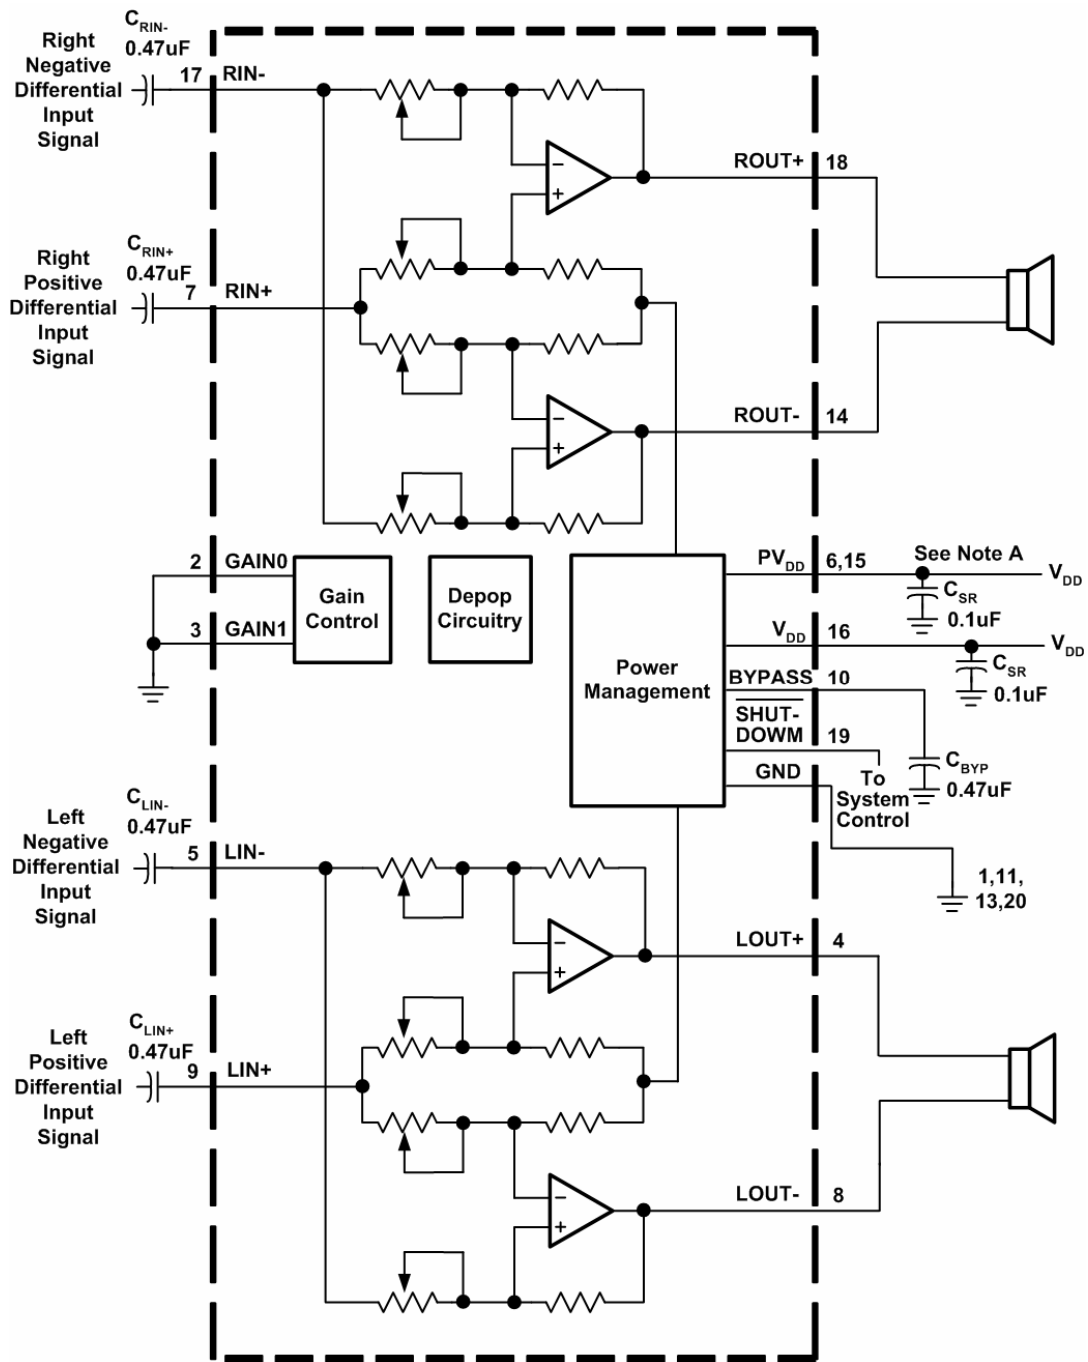 Right
Negative
Differential
Input
Signal
CRIN-
0.47uF
17
RIN-
ROUT+
18
Right
Positive
Differential
Input
Signal
CRIN+
0.47uF
7
RIN+
ROUT-
14
2
GAIN0
3
GAIN1
Gain
Control
Depop
Circuitry
Power
Management
PVDD
6,15
See Note A
VDD
CSR
0.1uF
VDD
16
VDD
CSR
0.1uF
BYPASS
10
SHUT-
DOWM
19
CBYP
0.47uF
To
System
Control
GND
1,11,
13,20
Left
Negative
Differential
Input
Signal
CLIN-
0.47uF
5
LIN-
LOUT+
4
Left
Positive
Differential
Input
Signal
CLIN+
0.47uF
9
LIN+
LOUT-
8
−
+
−
+
−
+
−
+